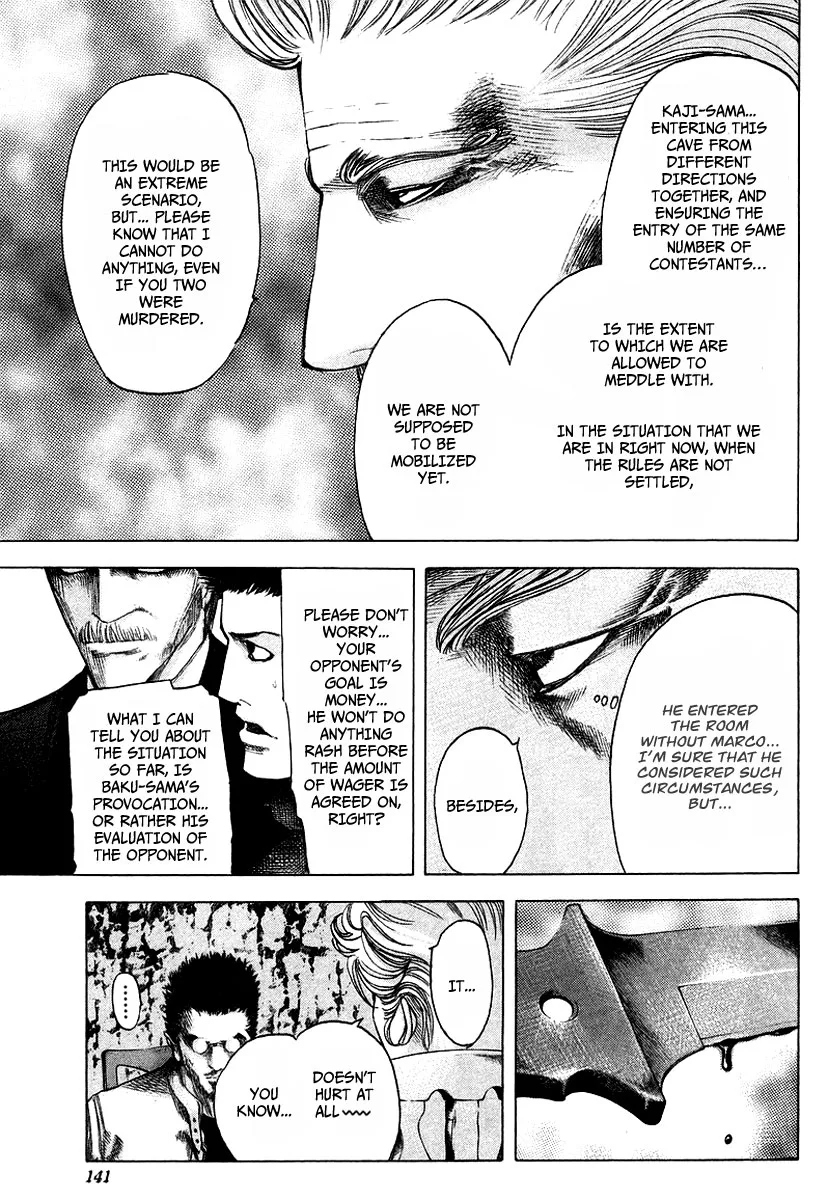 KAJI-SAMA...
ENTERING THIS
CAVE FROM
DIFFERENT
DIRECTIONS
TOGETHER, AND
ENSURING THE
ENTRY OF THE SAME
NUMBER OF
CONTESTANTS...
IS THE EXTENT
TO WHICH WE ARE
ALLOWED TO
MEDDLE WITH.
IN THE SITUATION THAT WE
ARE IN RIGHT NOW, WHEN
THE RULES ARE NOT
SETTLED,
WE ARE NOT
SUPPOSED
TO BE
MOBILIZED
YET.
THIS WOULD BE
AN EXTREME
SCENARIO,
BUT... PLEASE
KNOW THAT I
CANNOT DO
ANYTHING, EVEN
IF YOU TWO
WERE
MURDERED.
HE ENTERED
THE ROOM
WITHOUT MARCO...
I'M SURE THAT HE
CONSIDERED SUCH
CIRCUMSTANCES,
BUT...
BESIDES,
PLEASE DON'T
WORRY...
YOUR
OPPONENT'S
GOAL IS
MONEY...
HE WON'T DO
ANYTHING
RASH BEFORE
THE AMOUNT
OF WAGER IS
AGREED ON,
RIGHT?
WHAT I CAN
TELL YOU ABOUT
THE SITUATION
SO FAR, IS
BAKU-SAMA'S
PROVOCATION...
OR RATHER HIS
EVALUATION OF
THE OPPONENT.
IT...
DOESN'T
HURT AT
ALL~~
YOU
KNOW...
......
141